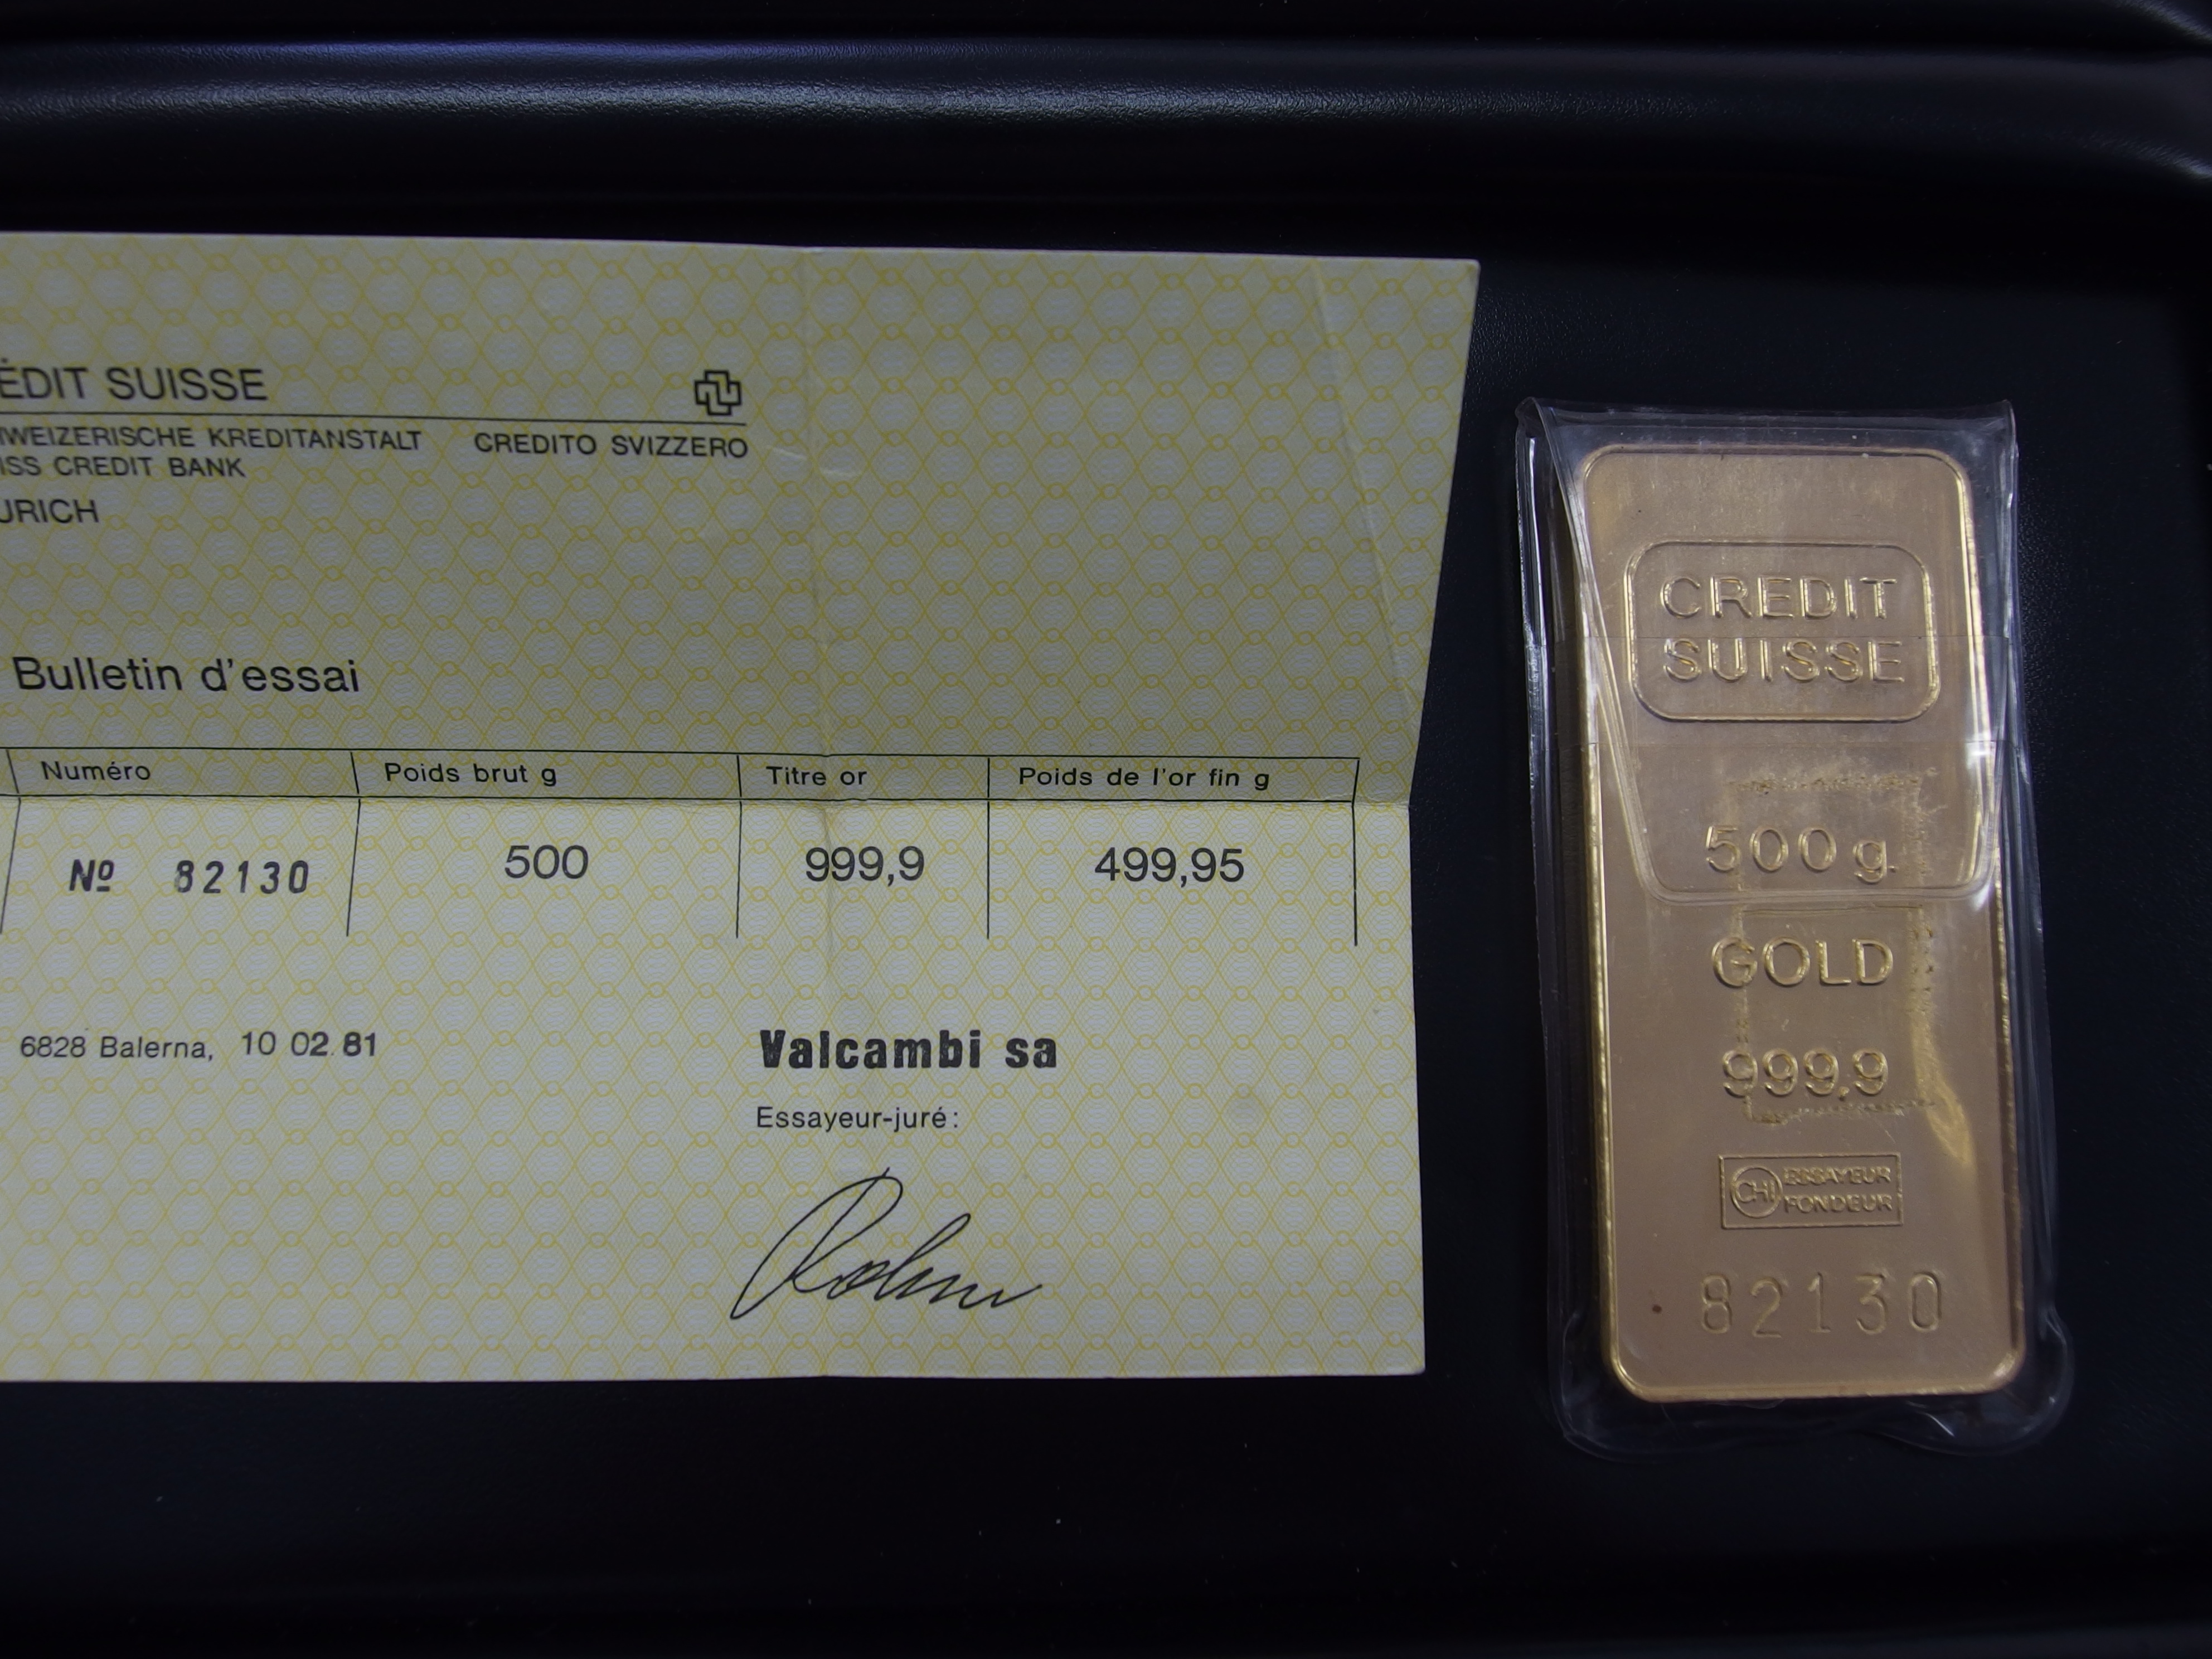 ÉDIT SUISSE
WEIZERISCHE KREDITANSTALT CREDITO SVIZZERO
ISS CREDIT BANK
URICH
Bulletin d'essai
Numéro Poids brut g Titre or Poids de l'or fin g
Nº 82130 500 999,9 499,95
6828 Balerna, 10 02.81
Valcambi sa
Essayeur-juré:
CREDIT
SUISSE
500 g.
GOLD
999,9
CHI ESSAYEUR
FONDEUR
82130